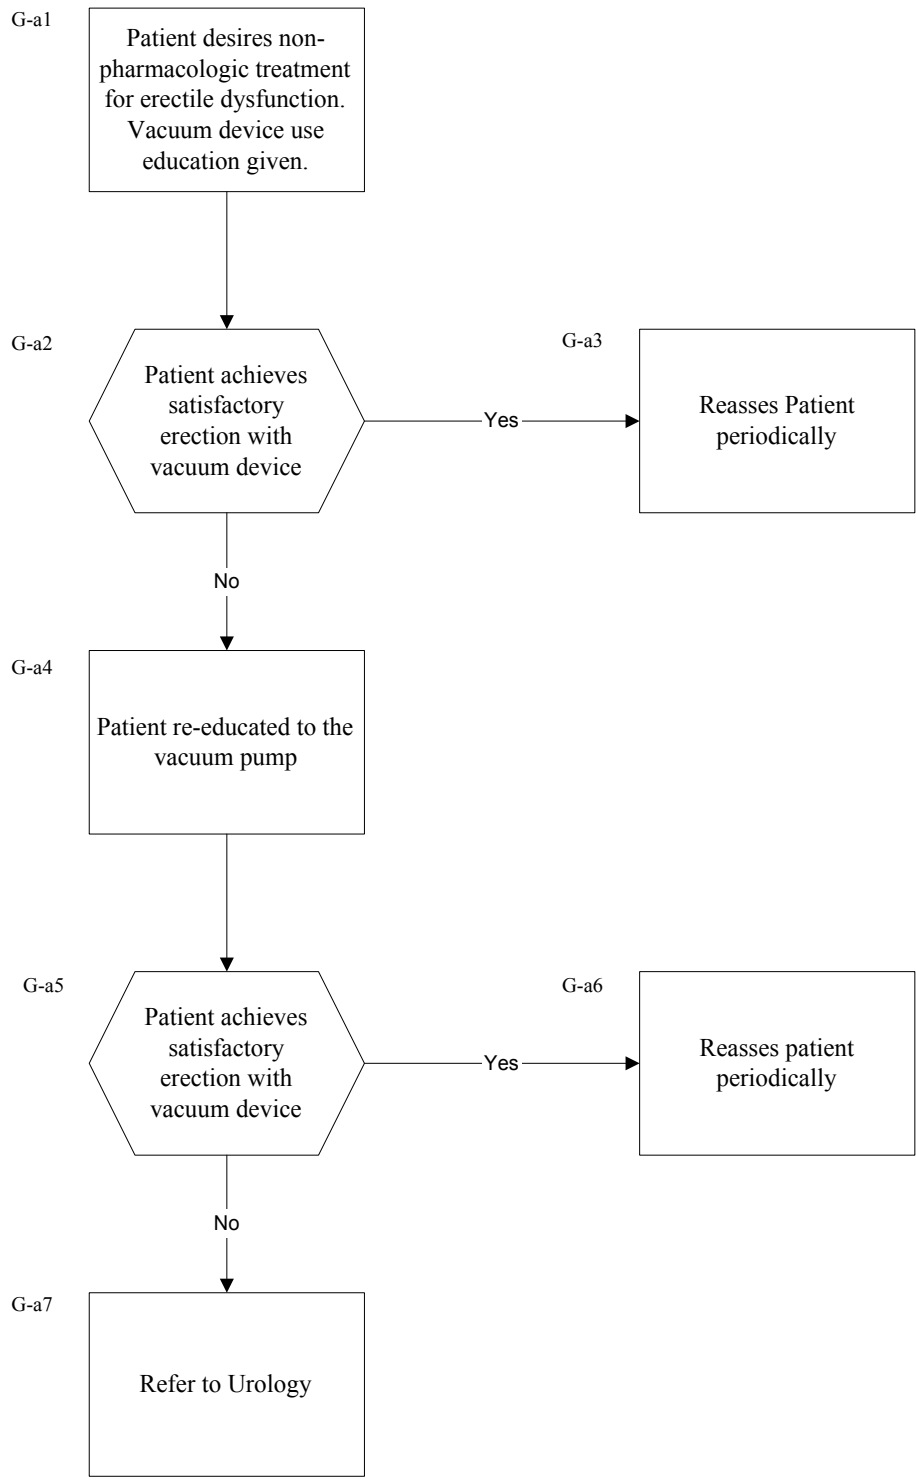 G-a1
Patient desires non-
pharmacologic treatment
for erectile dysfunction.
Vacuum device use
education given.
G-a2
Patient achieves
satisfactory
erection with
vacuum device
Yes
G-a3
Reasses Patient
periodically
No
G-a4
Patient re-educated to the
vacuum pump
G-a5
Patient achieves
satisfactory
erection with
vacuum device
Yes
G-a6
Reasses patient
periodically
No
G-a7
Refer to Urology